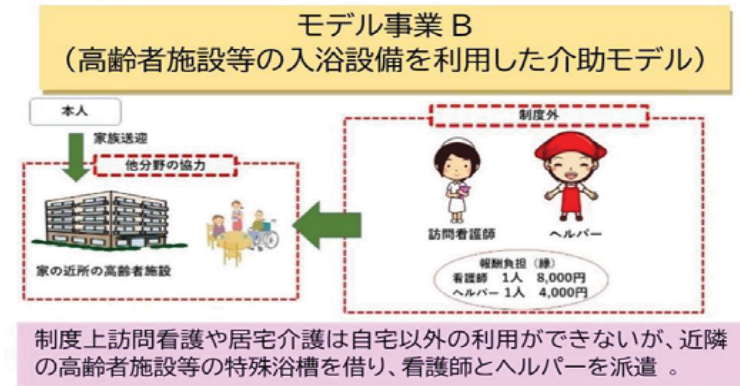 モデル事業 B
（高齢者施設等の入浴設備を利用した介助モデル）
本人
家族送迎
他分野の協力
家の近所の高齢者施設
制度外
訪問看護師
ヘルパー
報酬負担（県）
看護師　1人　8,000円
ヘルパー 1人　4,000円
制度上訪問看護や居宅介護は自宅以外の利用ができないが、近隣
の高齢者施設等の特殊浴槽を借り、看護師とヘルパーを派遣 。